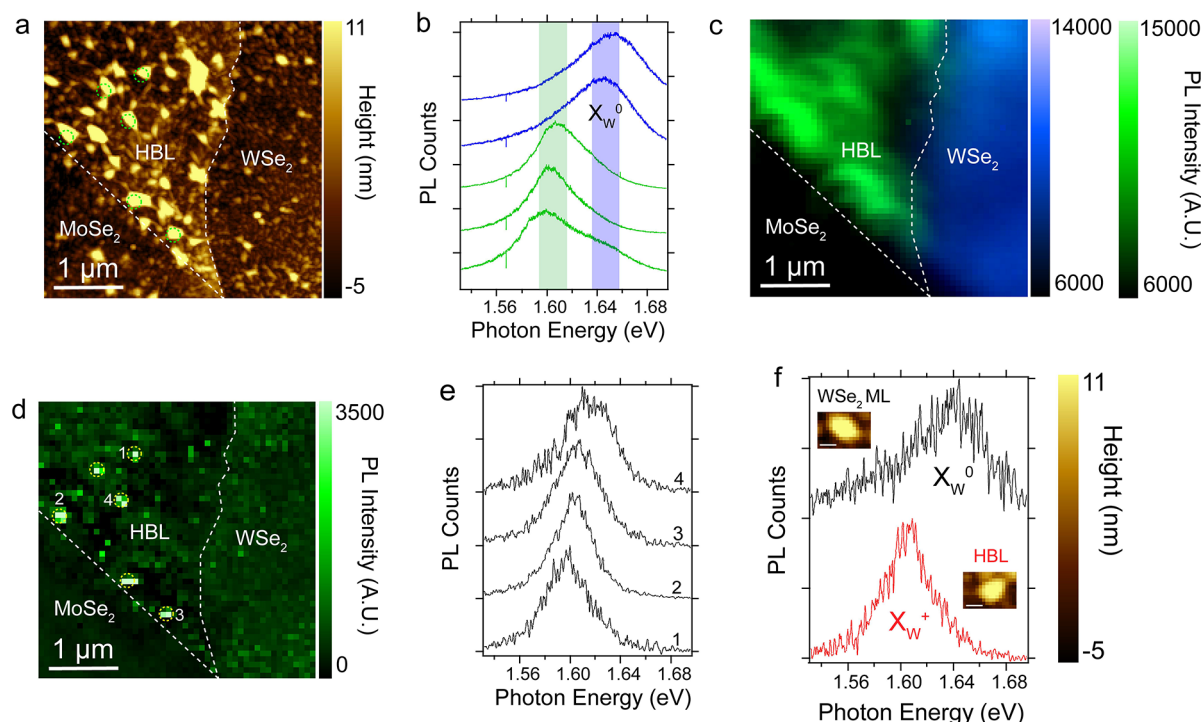 a
11
Height (nm)
-5
HBL
WSe₂
MoSe₂
1 μm
b
PL Counts
X_W⁰
1.56
1.60
1.64
1.68
Photon Energy (eV)
c
14000
15000
PL Intensity (A.U.)
6000
6000
HBL
WSe₂
MoSe₂
1 μm
d
3500
PL Intensity (A.U.)
0
1
2
4
3
HBL
WSe₂
MoSe₂
1 μm
e
PL Counts
4
3
2
1
1.56
1.60
1.64
1.68
Photon Energy (eV)
f
WSe₂ ML
X_W⁰
HBL
X_W⁺
PL Counts
1.56
1.60
1.64
1.68
Photon Energy (eV)
11
Height (nm)
-5